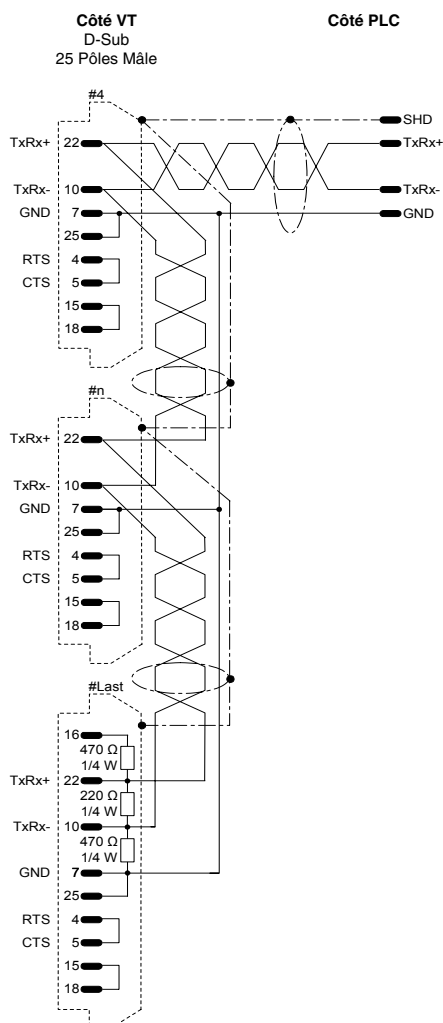 Côté VT
D-Sub
25 Pôles Mâle
Côté PLC
#4
SHD
TxRx+ 22 TxRx+
TxRx- 10 TxRx-
GND 7 GND
25
RTS 4
CTS 5
15
18
#n
TxRx+ 22
TxRx- 10
GND 7
25
RTS 4
CTS 5
15
18
#Last
16
470 Ω
1/4 W
TxRx+ 22
220 Ω
1/4 W
TxRx- 10
470 Ω
1/4 W
GND 7
25
RTS 4
CTS 5
15
18